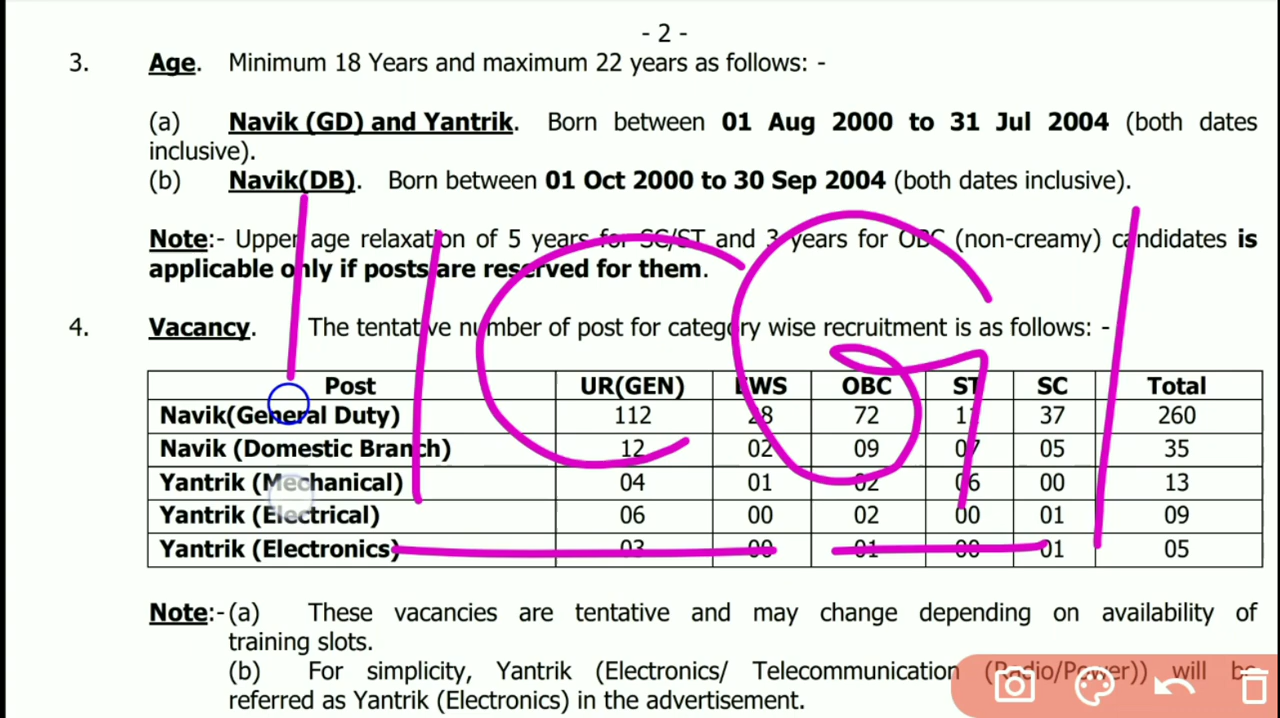 - 2 -
3. Age. Minimum 18 Years and maximum 22 years as follows: -
(a) Navik (GD) and Yantrik. Born between 01 Aug 2000 to 31 Jul 2004 (both dates
inclusive).
(b) Navik(DB). Born between 01 Oct 2000 to 30 Sep 2004 (both dates inclusive).
Note:- Upper age relaxation of 5 years for SC/ST and 3 years for OBC (non-creamy) candidates is
applicable only if posts are reserved for them.
4. Vacancy. The tentative number of post for category wise recruitment is as follows: -
Post UR(GEN) EWS OBC ST SC Total
Navik(General Duty) 112 28 72 11 37 260
Navik (Domestic Branch) 12 02 09 07 05 35
Yantrik (Mechanical) 04 01 02 06 00 13
Yantrik (Electrical) 06 00 02 00 01 09
Yantrik (Electronics) 03 00 01 00 01 05
Note:- (a) These vacancies are tentative and may change depending on availability of
training slots.
(b) For simplicity, Yantrik (Electronics/ Telecommunication (Radio/Power)) will be
referred as Yantrik (Electronics) in the advertisement.